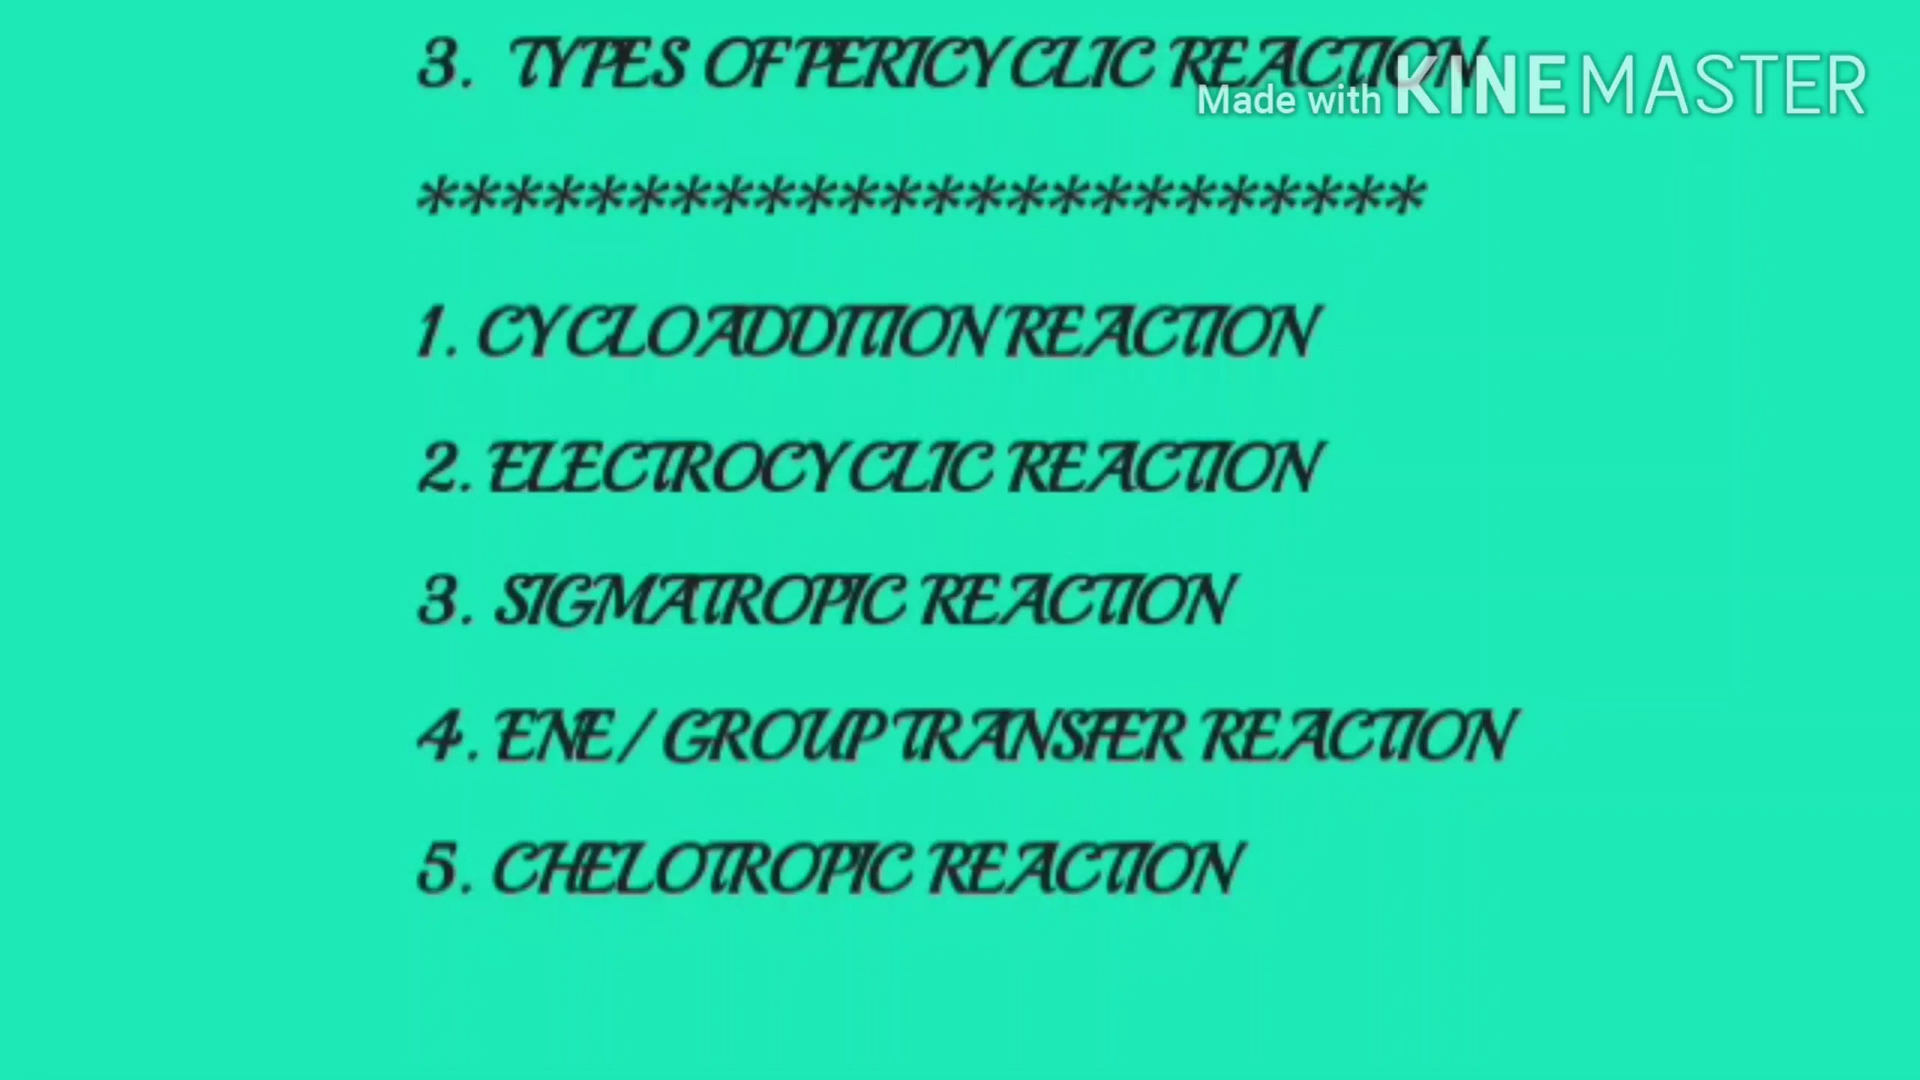 3. TYPES OF PERICYCLIC REACTION
Made with KINEMASTER
************************
1. CYCLOADDITION REACTION
2. ELECTROCYCLIC REACTION
3. SIGMATROPIC REACTION
4. ENE / GROUP TRANSFER REACTION
5. CHELOTROPIC REACTION